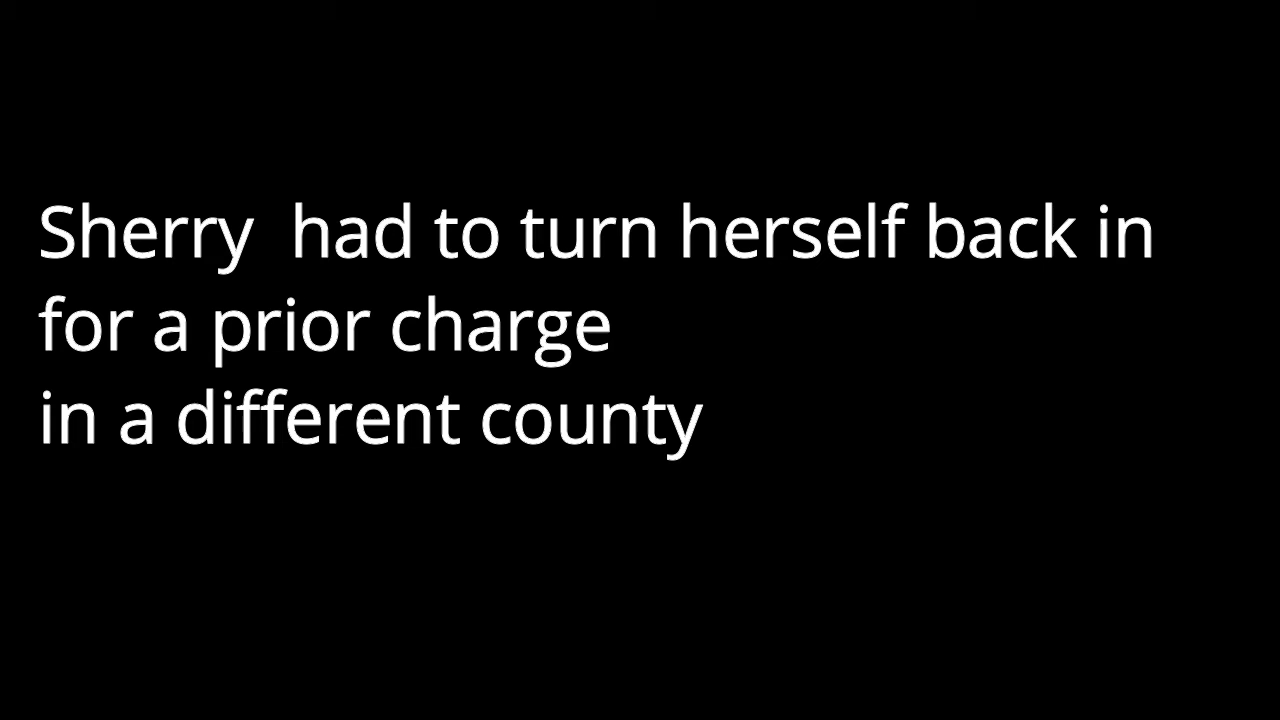 Sherry  had to turn herself back in
for a prior charge
in a different county